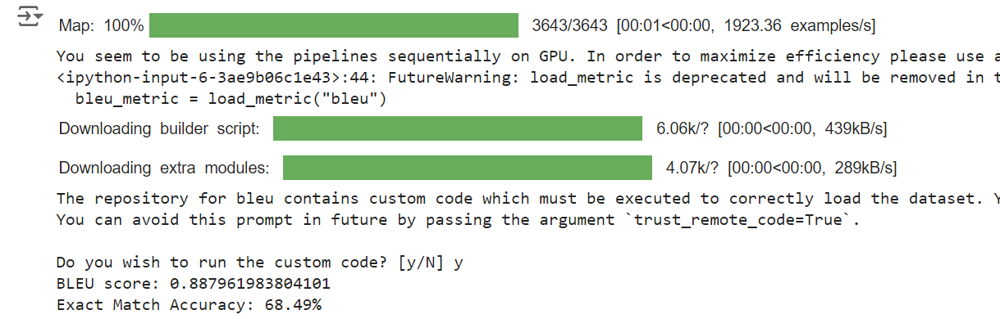 Map: 100% 3643/3643 [00:01<00:00, 1923.36 examples/s]
You seem to be using the pipelines sequentially on GPU. In order to maximize efficiency please use a
<ipython-input-6-3ae9b06c1e43>:44: FutureWarning: load_metric is deprecated and will be removed in t
bleu_metric = load_metric("bleu")
Downloading builder script: 6.06k/? [00:00<00:00, 439kB/s]
Downloading extra modules: 4.07k/? [00:00<00:00, 289kB/s]
The repository for bleu contains custom code which must be executed to correctly load the dataset. Y
You can avoid this prompt in future by passing the argument `trust_remote_code=True`.
Do you wish to run the custom code? [y/N] y
BLEU score: 0.887961983804101
Exact Match Accuracy: 68.49%